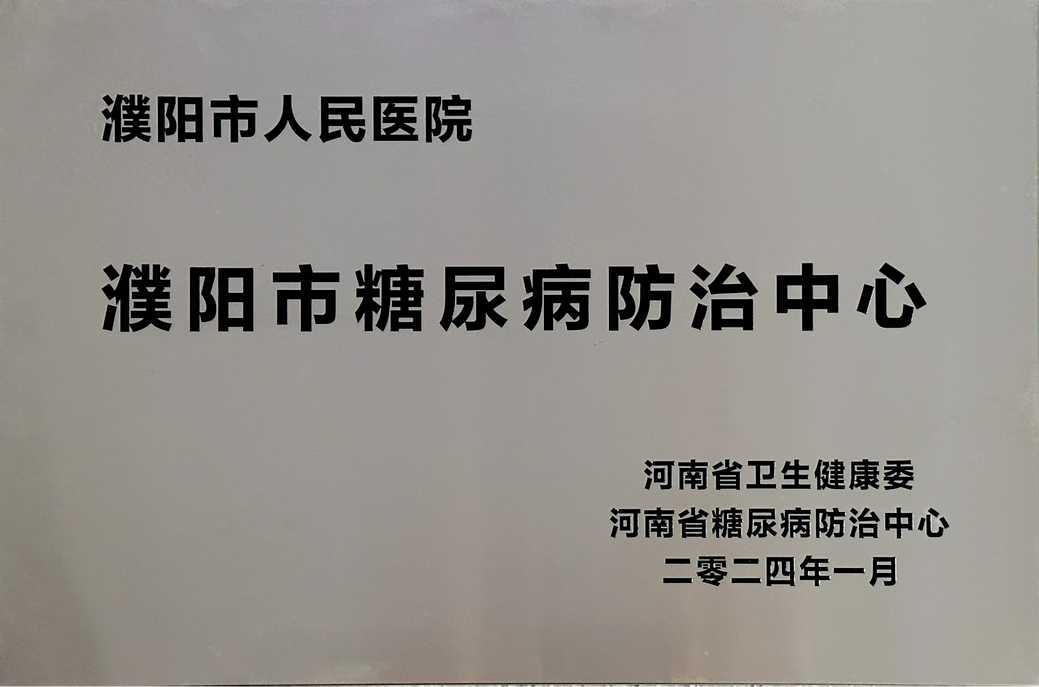 濮阳市人民医院
濮阳市糖尿病防治中心
河南省卫生健康委
河南省糖尿病防治中心
二零二四年一月